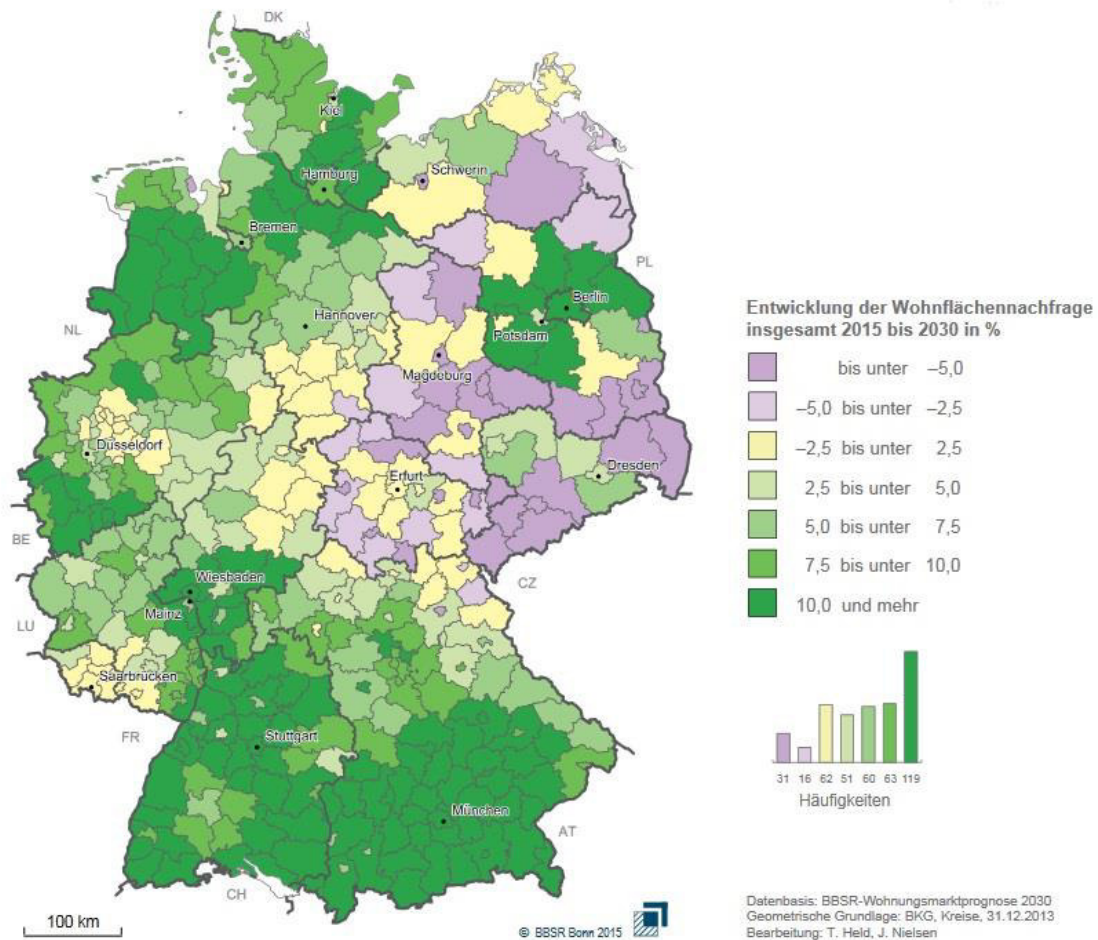 DK
Kiel
Schwerin
Hamburg
Bremen
PL
Berlin
NL
Hannover
Potsdam
Magdeburg
Düsseldorf
Dresden
Erfurt
BE
CZ
Wiesbaden
Mainz
LU
Saarbrücken
FR
Stuttgart
München
AT
CH
100 km
© BBSR Bonn 2015
Entwicklung der Wohnflächennachfrage
insgesamt 2015 bis 2030 in %
bis unter –5,0
–5,0 bis unter –2,5
–2,5 bis unter 2,5
2,5 bis unter 5,0
5,0 bis unter 7,5
7,5 bis unter 10,0
10,0 und mehr
31 16 62 51 60 63 119
Häufigkeiten
Datenbasis: BBSR-Wohnungsmarktprognose 2030
Geometrische Grundlage: BKG, Kreise, 31.12.2013
Bearbeitung: T. Held, J. Nielsen